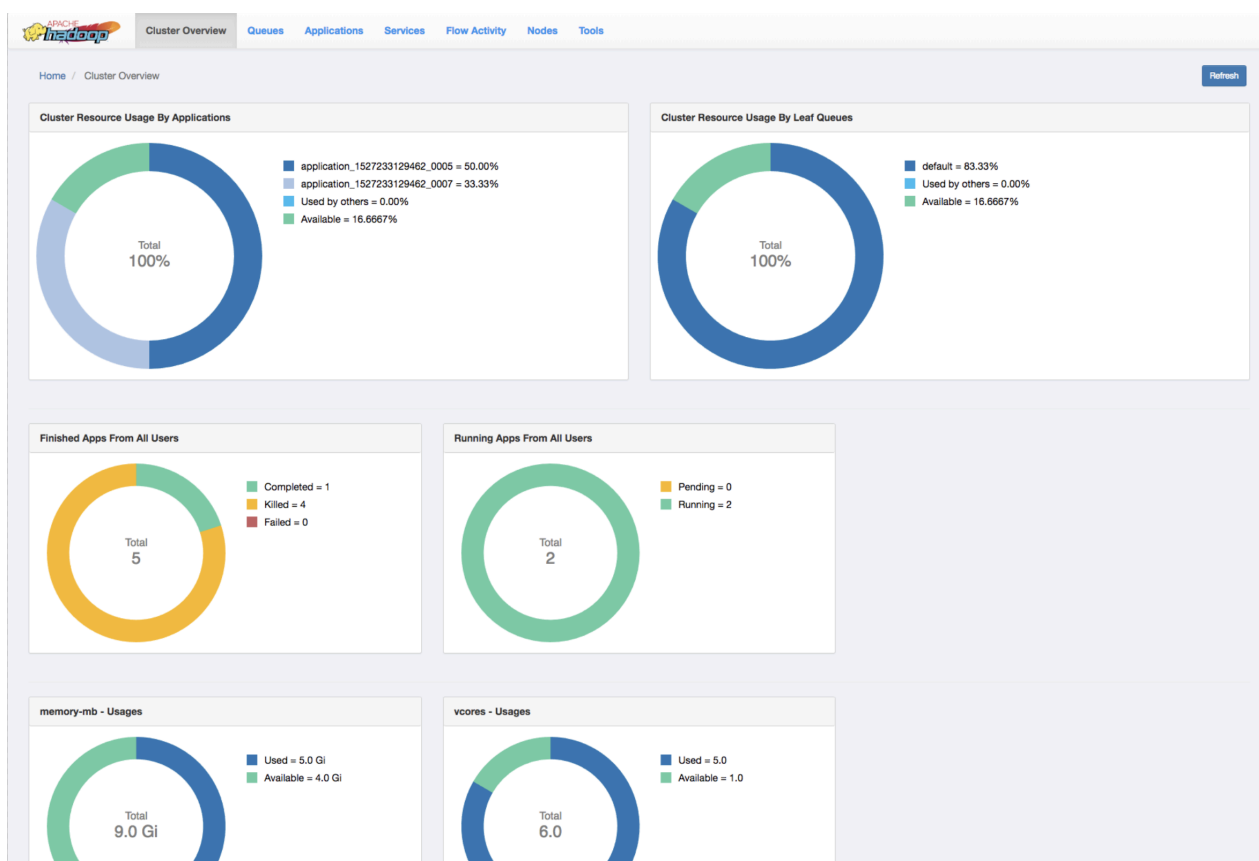 APACHE
hadoop
Cluster Overview Queues Applications Services Flow Activity Nodes Tools
Home / Cluster Overview
Refresh
Cluster Resource Usage By Applications
application_1527233129462_0005 = 50.00%
application_1527233129462_0007 = 33.33%
Used by others = 0.00%
Available = 16.6667%
Total
100%
Cluster Resource Usage By Leaf Queues
default = 83.33%
Used by others = 0.00%
Available = 16.6667%
Total
100%
Finished Apps From All Users
Completed = 1
Killed = 4
Failed = 0
Total
5
Running Apps From All Users
Pending = 0
Running = 2
Total
2
memory-mb - Usages
Used = 5.0 Gi
Available = 4.0 Gi
Total
9.0 Gi
vcores - Usages
Used = 5.0
Available = 1.0
Total
6.0